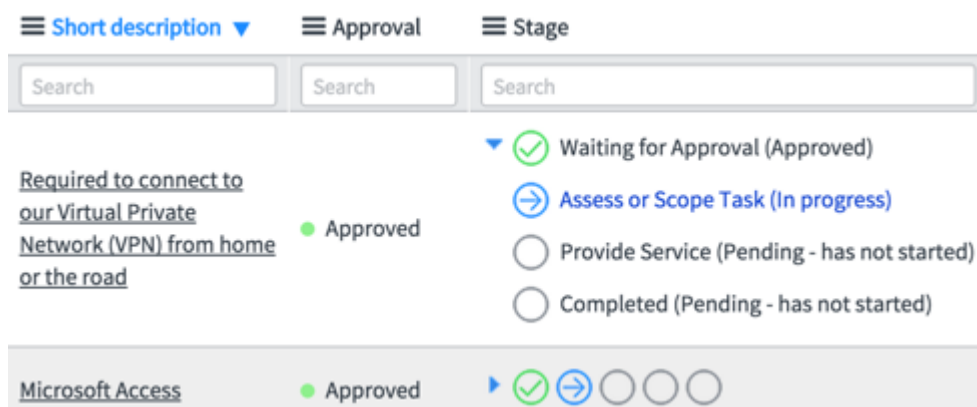 Short description Approval Stage
Search Search Search
Required to connect to
our Virtual Private
Network (VPN) from home
or the road
Approved
Waiting for Approval (Approved)
Assess or Scope Task (In progress)
Provide Service (Pending - has not started)
Completed (Pending - has not started)
Microsoft Access Approved